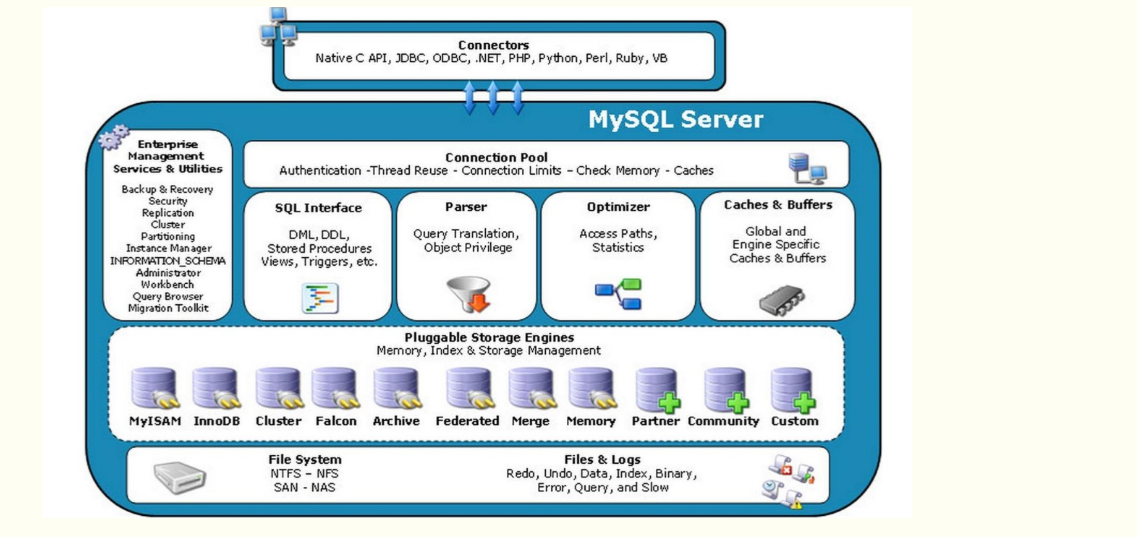 Connectors
Native C API, JDBC, ODBC, .NET, PHP, Python, Perl, Ruby, VB
MySQL Server
Enterprise
Management
Services & Utilities
Backup & Recovery
Security
Replication
Cluster
Partitioning
Instance Manager
INFORMATION_SCHEMA
Administrator
Workbench
Query Browser
Migration Toolkit
Connection Pool
Authentication -Thread Reuse - Connection Limits – Check Memory - Caches
SQL Interface
DML, DDL,
Stored Procedures
Views, Triggers, etc.
Parser
Query Translation,
Object Privilege
Optimizer
Access Paths,
Statistics
Caches & Buffers
Global and
Engine Specific
Caches & Buffers
Pluggable Storage Engines
Memory, Index & Storage Management
MyISAM InnoDB Cluster Falcon Archive Federated Merge Memory Partner Community Custom
File System
NTFS – NFS
SAN - NAS
Files & Logs
Redo, Undo, Data, Index, Binary,
Error, Query, and Slow